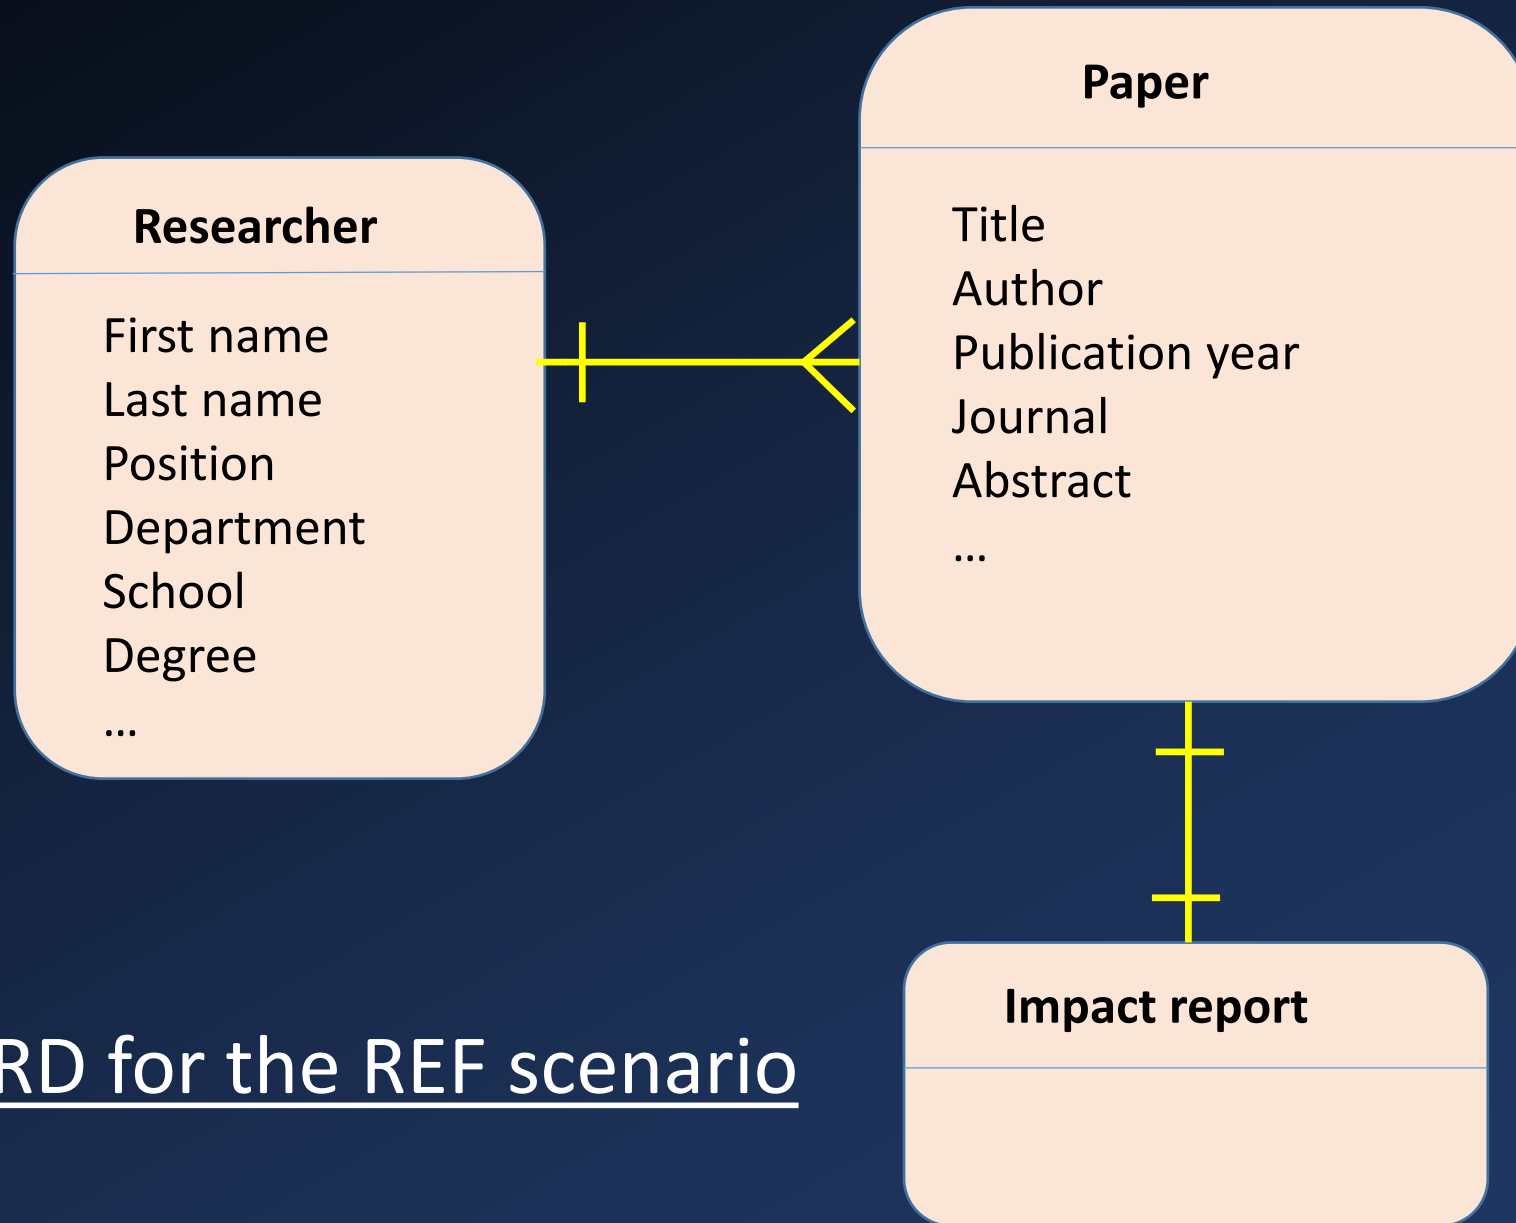 Researcher
First name
Last name
Position
Department
School
Degree
...
Paper
Title
Author
Publication year
Journal
Abstract
...
Impact report
RD for the REF scenario